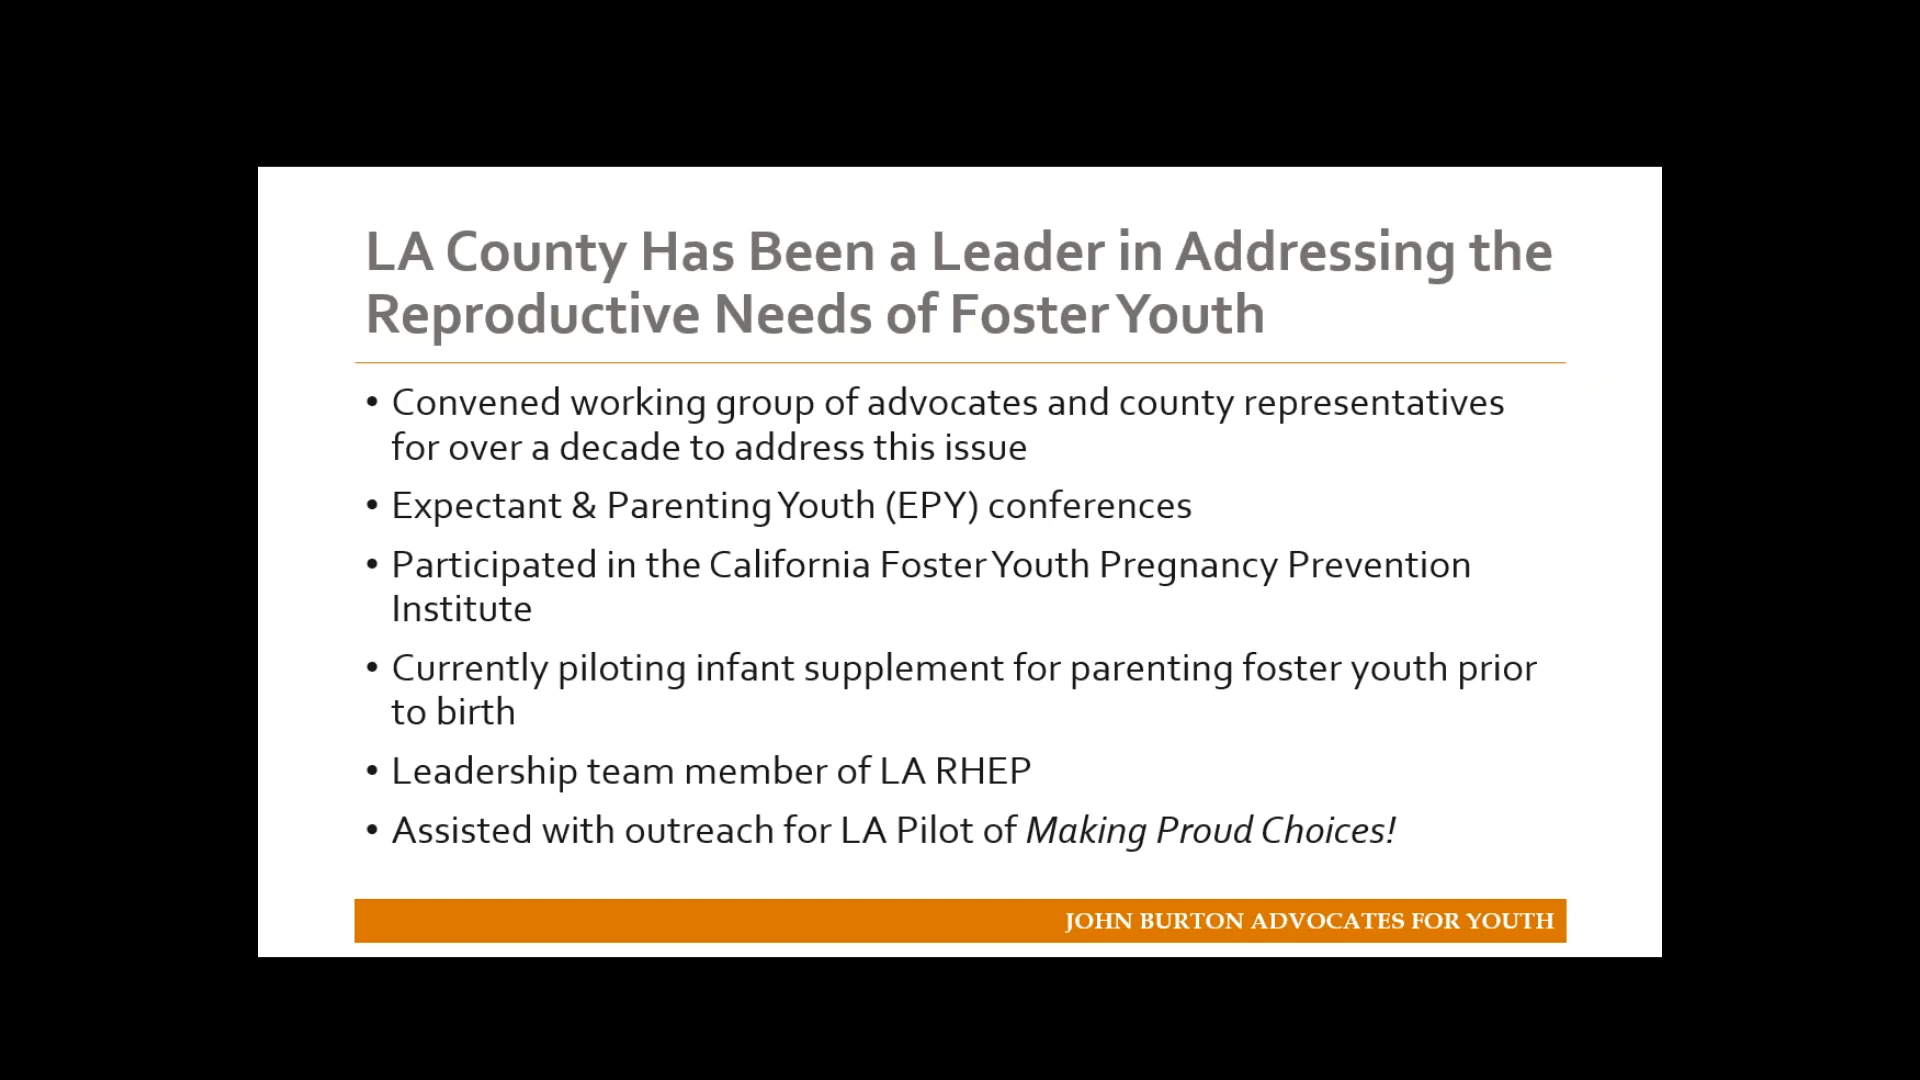 LA County Has Been a Leader in Addressing the
Reproductive Needs of Foster Youth
• Convened working group of advocates and county representatives
for over a decade to address this issue
• Expectant & Parenting Youth (EPY) conferences
• Participated in the California Foster Youth Pregnancy Prevention
Institute
• Currently piloting infant supplement for parenting foster youth prior
to birth
• Leadership team member of LA RHEP
• Assisted with outreach for LA Pilot of Making Proud Choices!
JOHN BURTON ADVOCATES FOR YOUTH